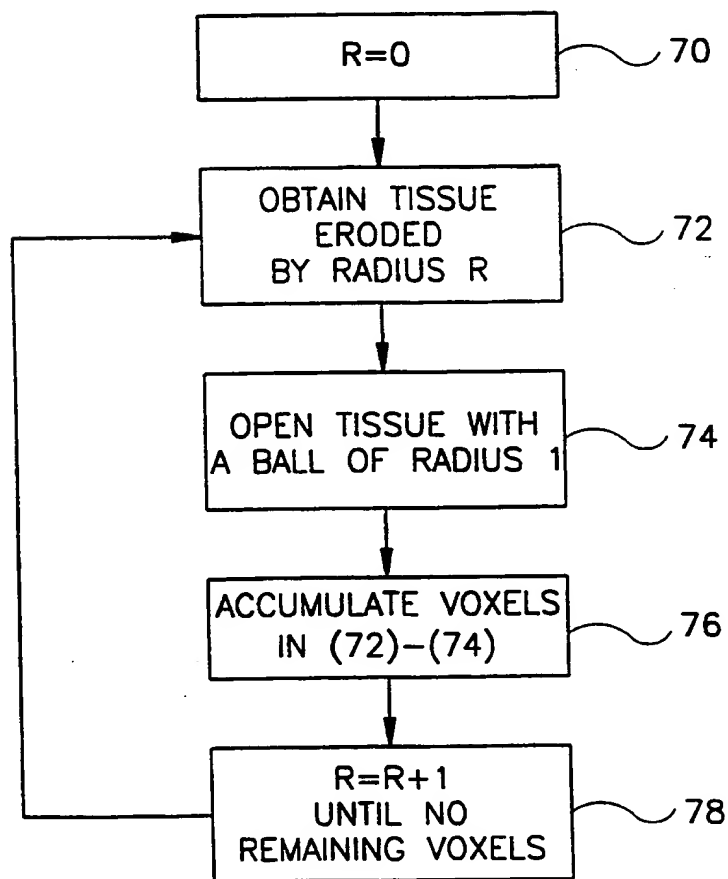 R=0
70
OBTAIN TISSUE
ERODED
BY RADIUS R
72
OPEN TISSUE WITH
A BALL OF RADIUS 1
74
ACCUMULATE VOXELS
IN (72)-(74)
76
R=R+1
UNTIL NO
REMAINING VOXELS
78